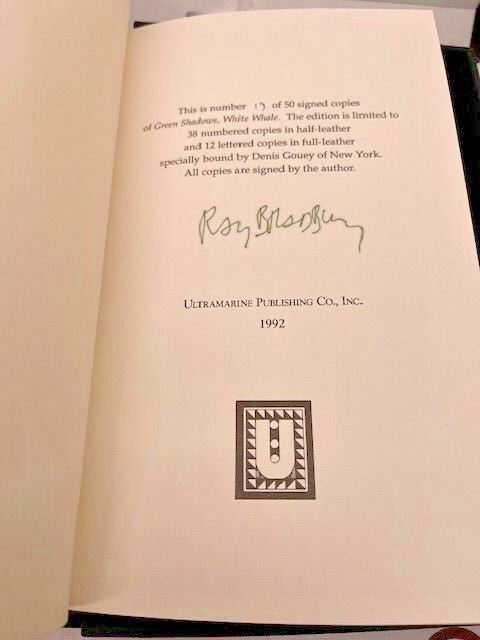 This is number 19 of 50 signed copies
of Green Shadows, White Whale. The edition is limited to
38 numbered copies in half-leather
and 12 lettered copies in full-leather
specially bound by Denis Gouey of New York.
All copies are signed by the author.
Ray Bradbury
ULTRAMARINE PUBLISHING CO., INC.
1992
U